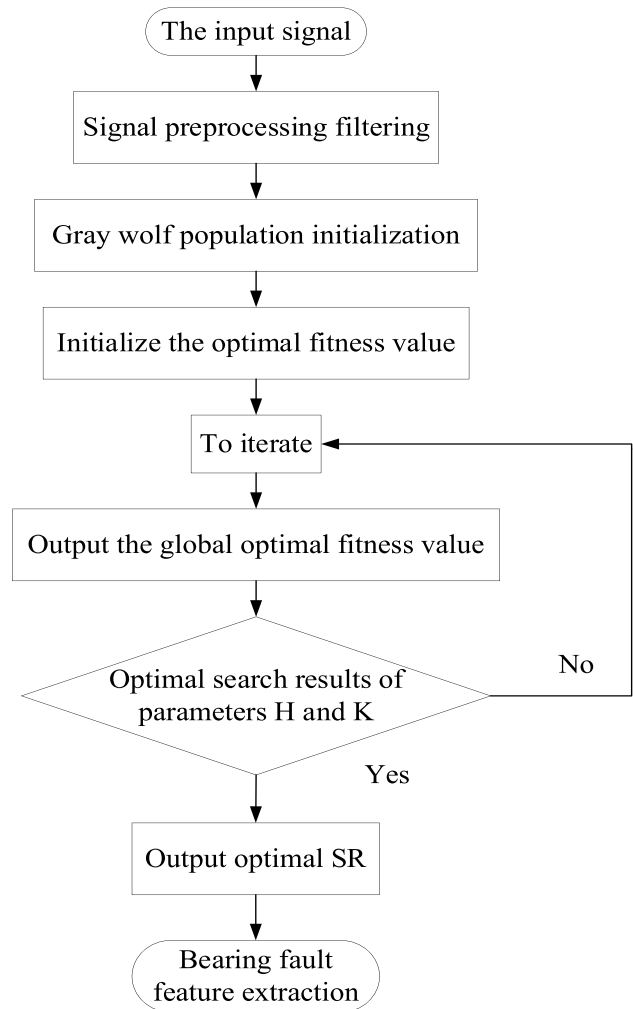 The input signal
Signal preprocessing filtering
Gray wolf population initialization
Initialize the optimal fitness value
To iterate
Output the global optimal fitness value
Optimal search results of
parameters H and K
No
Yes
Output optimal SR
Bearing fault
feature extraction